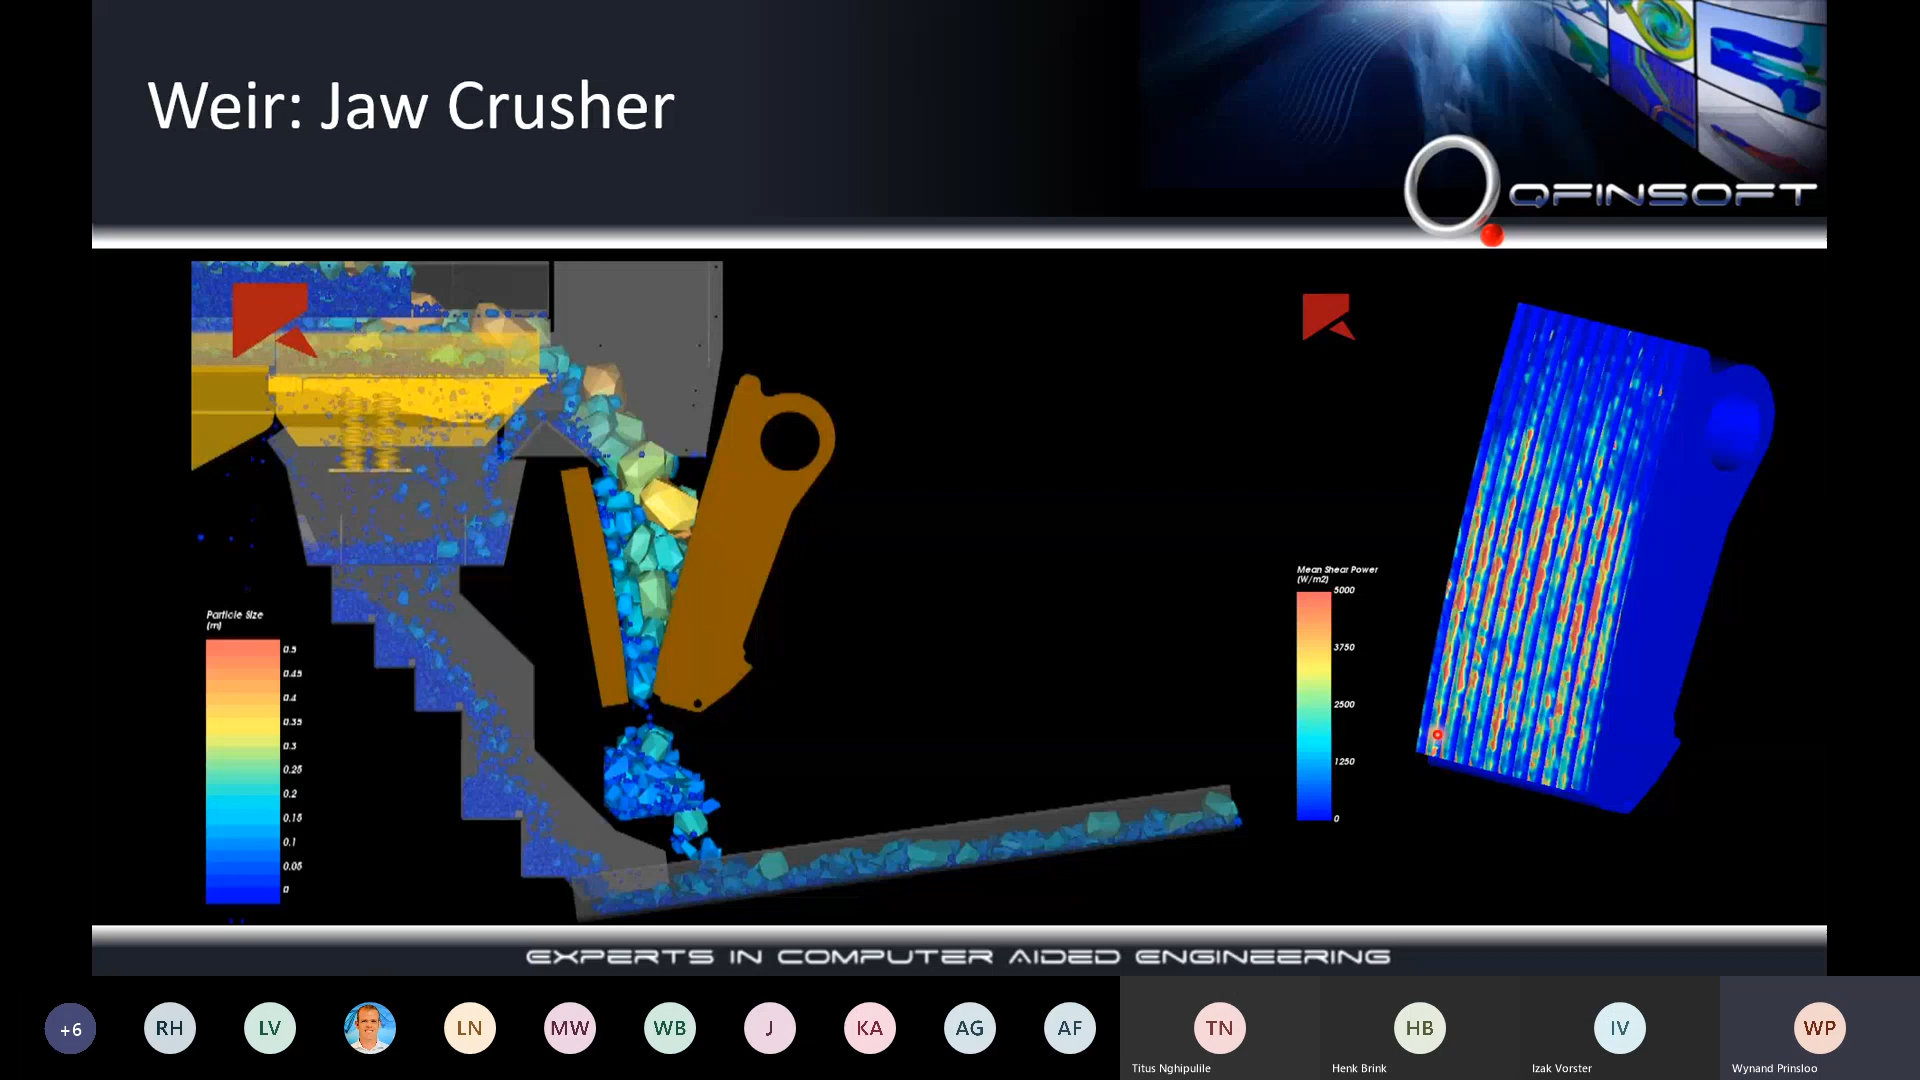 Weir: Jaw Crusher
QFINSOFT
Particle Size
(m)
0.5
0.45
0.4
0.35
0.3
0.25
0.2
0.15
0.1
0.05
0
Mean Shear Power
(W/m2)
5000
3750
2500
1250
0
EXPERTS IN COMPUTER AIDED ENGINEERING
+6
RH
LV
LN
MW
WB
J
KA
AG
AF
TN
HB
IV
WP
Titus Nghipulile
Henk Brink
Izak Vorster
Wynand Prinsloo